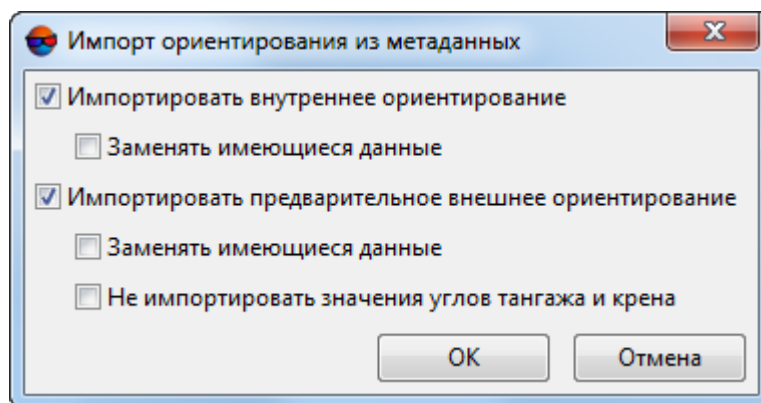 Импорт ориентирования из метаданных
Импортировать внутреннее ориентирование
Заменять имеющиеся данные
Импортировать предварительное внешнее ориентирование
Заменять имеющиеся данные
Не импортировать значения углов тангажа и крена
ОК Отмена